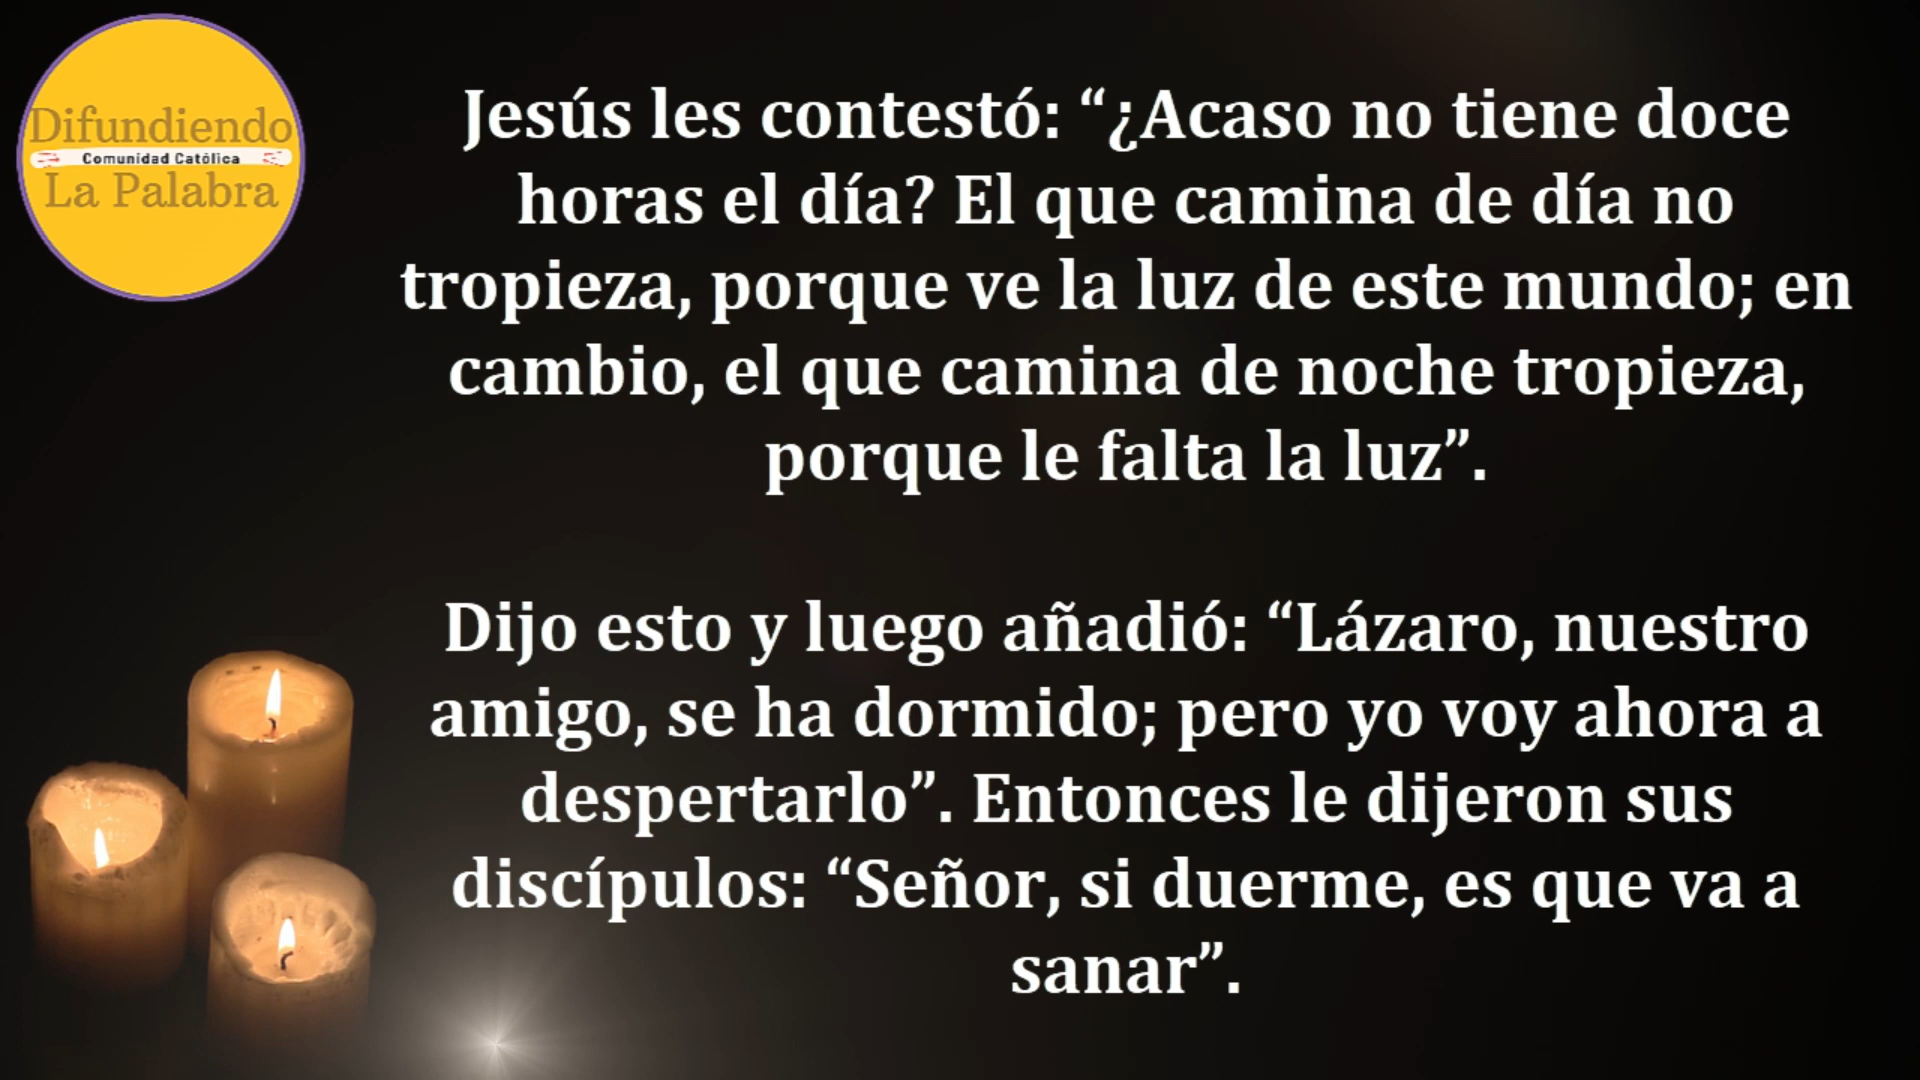 Difundiendo
Comunidad Católica
La Palabra
Jesús les contestó: “¿Acaso no tiene doce
horas el día? El que camina de día no
tropieza, porque ve la luz de este mundo; en
cambio, el que camina de noche tropieza,
porque le falta la luz”.
Dijo esto y luego añadió: “Lázaro, nuestro
amigo, se ha dormido; pero yo voy ahora a
despertarlo”. Entonces le dijeron sus
discípulos: “Señor, si duerme, es que va a
sanar”.